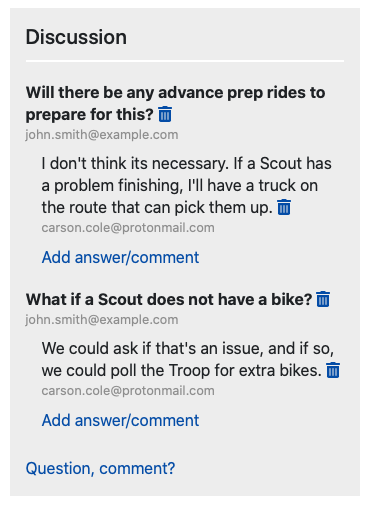 Discussion
Will there be any advance prep rides to
prepare for this?
john.smith@example.com
I don't think its necessary. If a Scout has
a problem finishing, I'll have a truck on
the route that can pick them up.
carson.cole@protonmail.com
Add answer/comment
What if a Scout does not have a bike?
john.smith@example.com
We could ask if that's an issue, and if so,
we could poll the Troop for extra bikes.
carson.cole@protonmail.com
Add answer/comment
Question, comment?